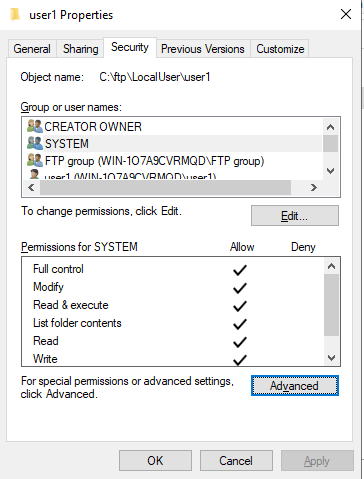 user1 Properties
General Sharing Security Previous Versions Customize
Object name: C:\ftp\LocalUser\user1
Group or user names:
CREATOR OWNER
SYSTEM
FTP group (WIN-1O7A9CVRMQD\FTP group)
user1 (WIN-1O7A9CVRMQD\user1)
To change permissions, click Edit.
Edit...
Permissions for SYSTEM Allow Deny
Full control
Modify
Read & execute
List folder contents
Read
Write
For special permissions or advanced settings,
click Advanced.
Advanced
OK Cancel Apply